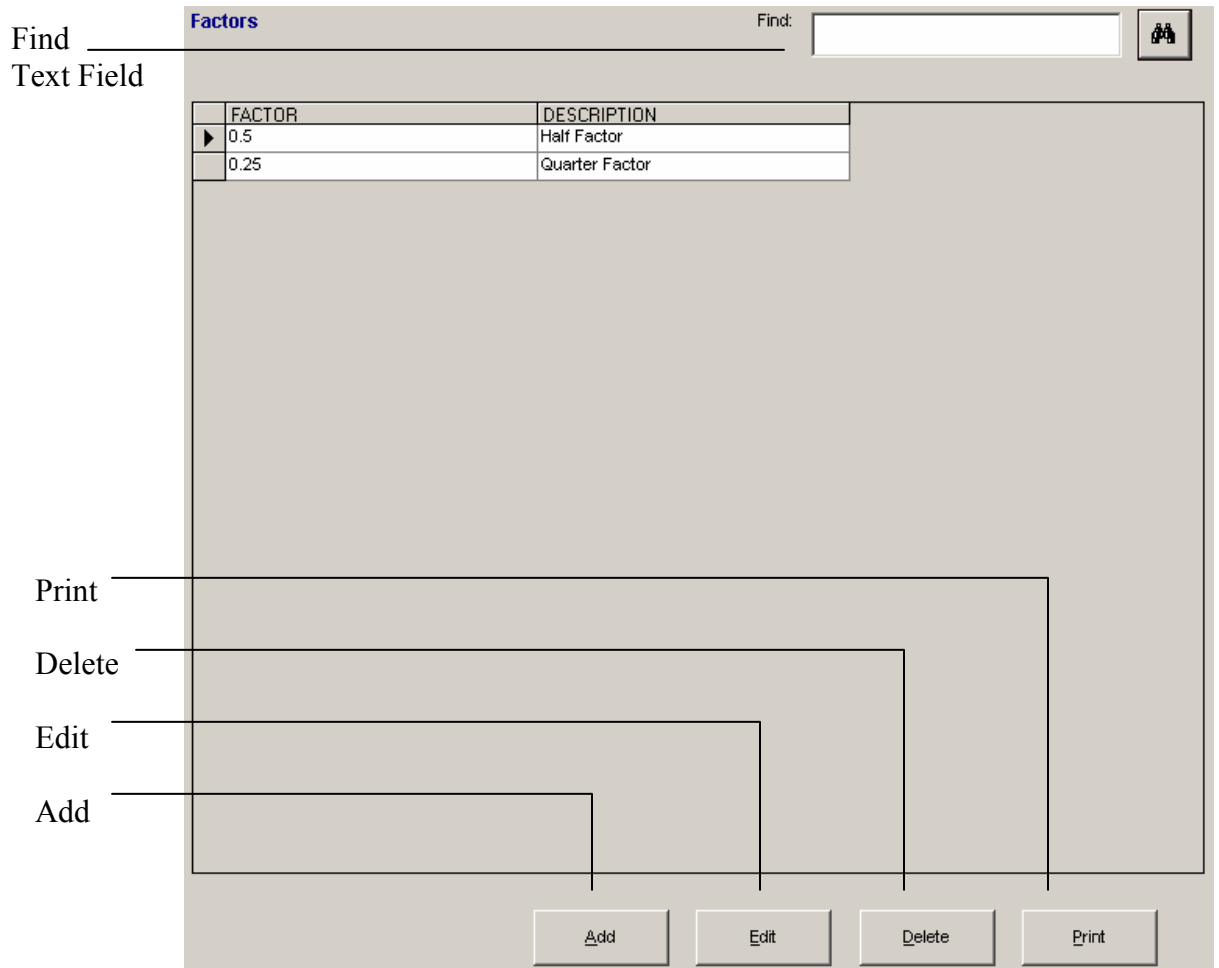 Factors
Find:
Find
Text Field
FACTOR DESCRIPTION
0.5 Half Factor
0.25 Quarter Factor
Print
Delete
Edit
Add
Add Edit Delete Print